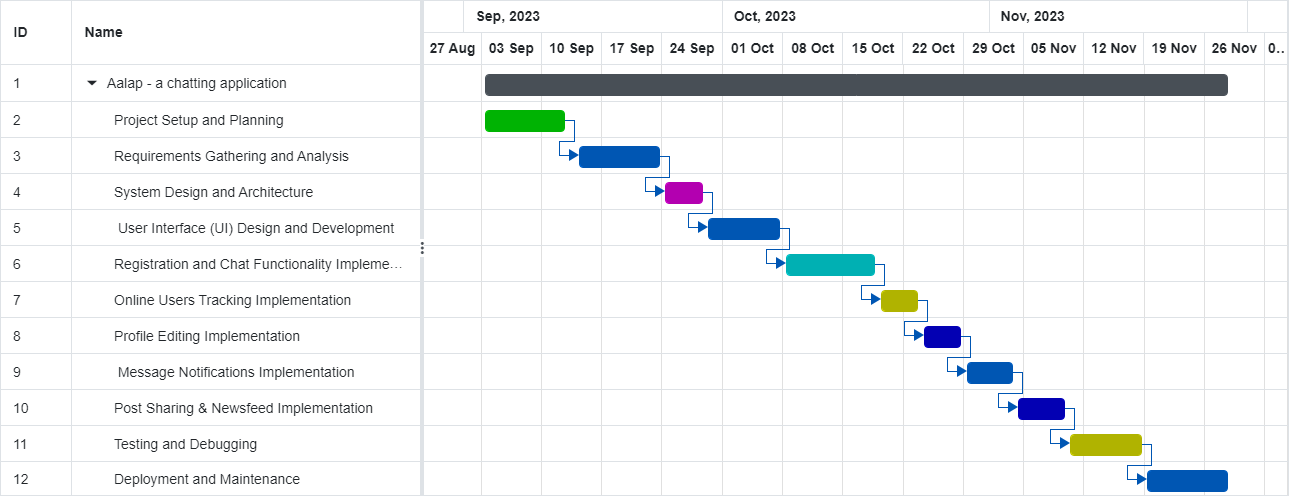 Sep, 2023 Oct, 2023 Nov, 2023
ID Name
27 Aug 03 Sep 10 Sep 17 Sep 24 Sep 01 Oct 08 Oct 15 Oct 22 Oct 29 Oct 05 Nov 12 Nov 19 Nov 26 Nov 0..
1 Aalap - a chatting application
2 Project Setup and Planning
3 Requirements Gathering and Analysis
4 System Design and Architecture
5 User Interface (UI) Design and Development
6 Registration and Chat Functionality Impleme...
7 Online Users Tracking Implementation
8 Profile Editing Implementation
9 Message Notifications Implementation
10 Post Sharing & Newsfeed Implementation
11 Testing and Debugging
12 Deployment and Maintenance